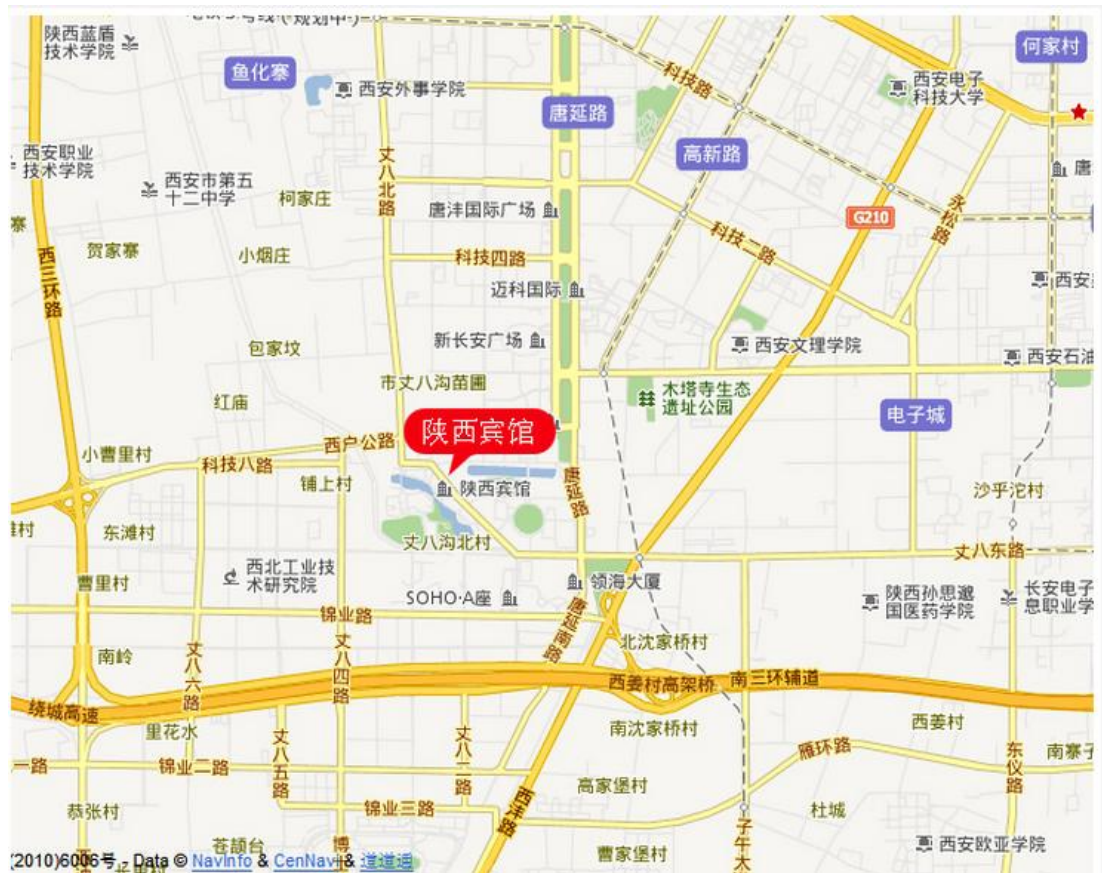 陕西蓝盾
技术学院
鱼化寨
何家村
西安外事学院
科技路
西安电子
科技大学
唐延路
高新路
西安职业
技术学院
丈八北路
西安市第五
十二中学
柯家庄
唐沣国际广场
G210
永松路
寨
贺家寨
小烟庄
科技四路
科技二路
西三环路
迈科国际
新长安广场
包家坟
西安文理学院
西安石油
市丈八沟苗圃
木塔寺生态
遗址公园
红庙
电子城
陕西宾馆
西户公路
小曹里村
科技八路
铺上村
陕西宾馆
唐延路
沙乎沱村
东滩村
丈八沟北村
丈八东路
西北工业技
术研究院
曹里村
领海大厦
SOHO·A座
陕西孙思邈
国医药学院
长安电子
息职业学
锦业路
唐延南路
北沈家桥村
南岭
丈八六路
丈八四路
西姜村高架桥
南三环辅道
绕城高速
里花水
南沈家桥村
西姜村
丈八五路
丈八二路
雁环路
东仪路
南寨子
一路
锦业二路
高家堡村
恭张村
锦业三路
西沣路
杜城
子午大
苍颉台
博
曹家堡村
西安欧亚学院
(2010)6006号 - Data © NavInfo & CenNavi & 道道通